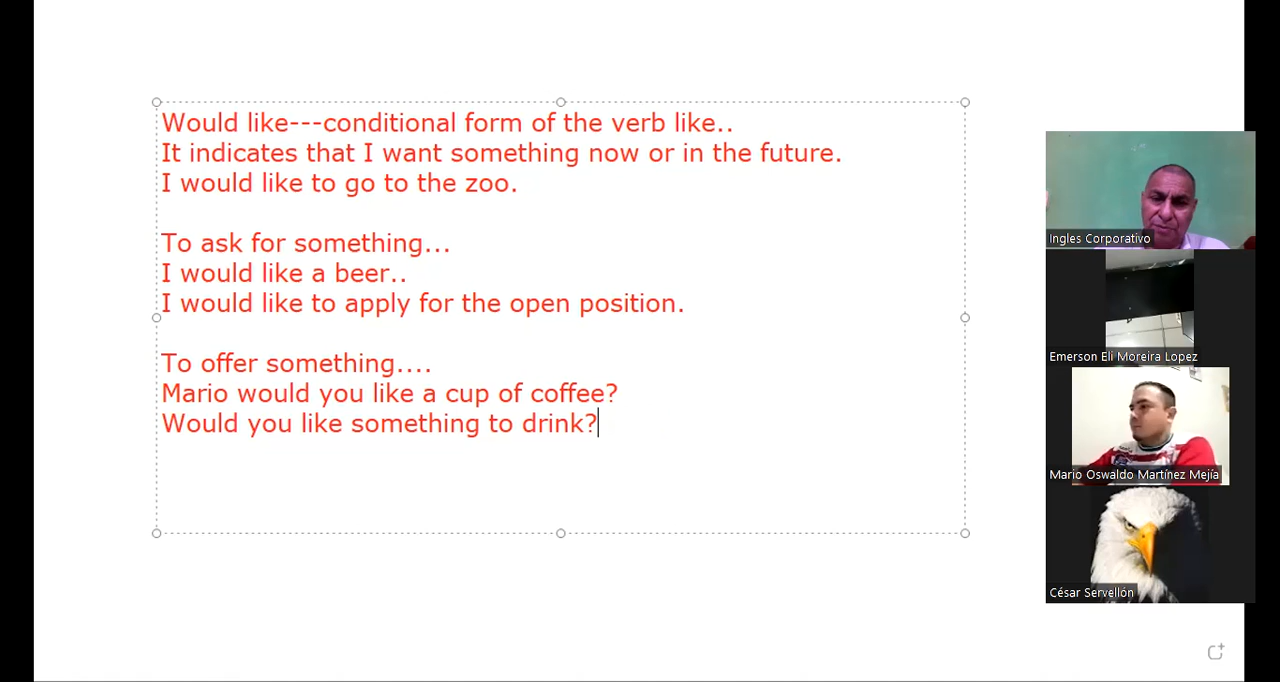 Would like---conditional form of the verb like..
It indicates that I want something now or in the future.
I would like to go to the zoo.
To ask for something...
I would like a beer..
I would like to apply for the open position.
To offer something....
Mario would you like a cup of coffee?
Would you like something to drink?
Ingles Corporativo
Emerson Eli Moreira Lopez
Mario Oswaldo Martínez Mejía
César Servellón